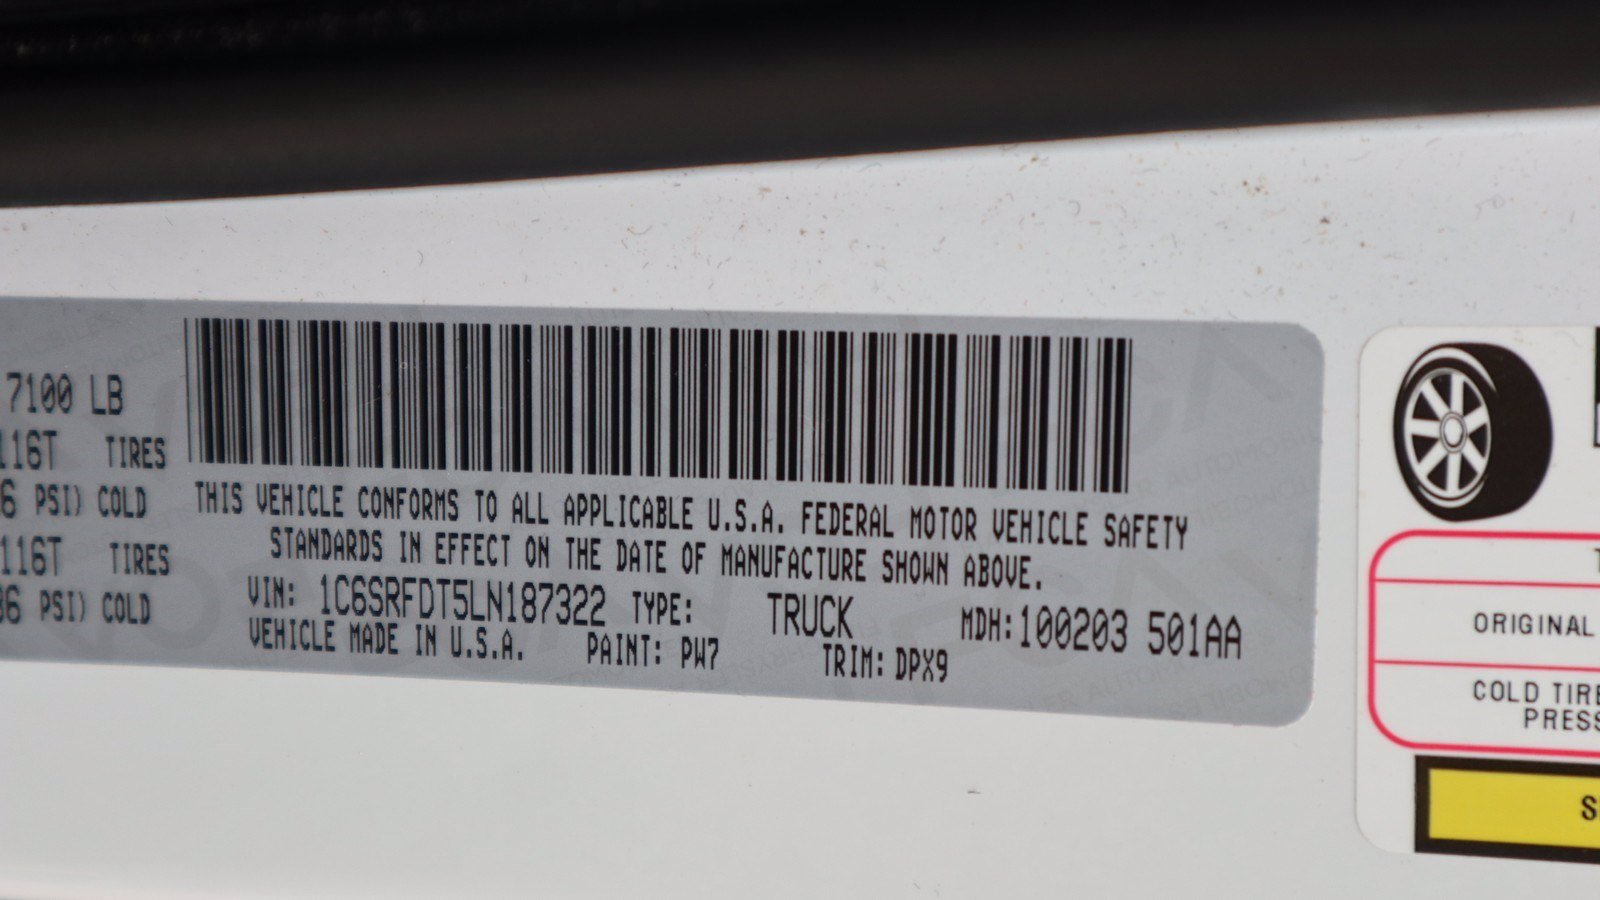 7100 LB
116T TIRES
6 PSI) COLD
116T TIRES
36 PSI) COLD
THIS VEHICLE CONFORMS TO ALL APPLICABLE U.S.A. FEDERAL MOTOR VEHICLE SAFETY
STANDARDS IN EFFECT ON THE DATE OF MANUFACTURE SHOWN ABOVE.
VIN: 1C6SRFDT5LN187322 TYPE: TRUCK MDH:100203 501AA
VEHICLE MADE IN U.S.A. PAINT: PW7 TRIM: DPX9
ORIGINAL
COLD TIRE
PRESS